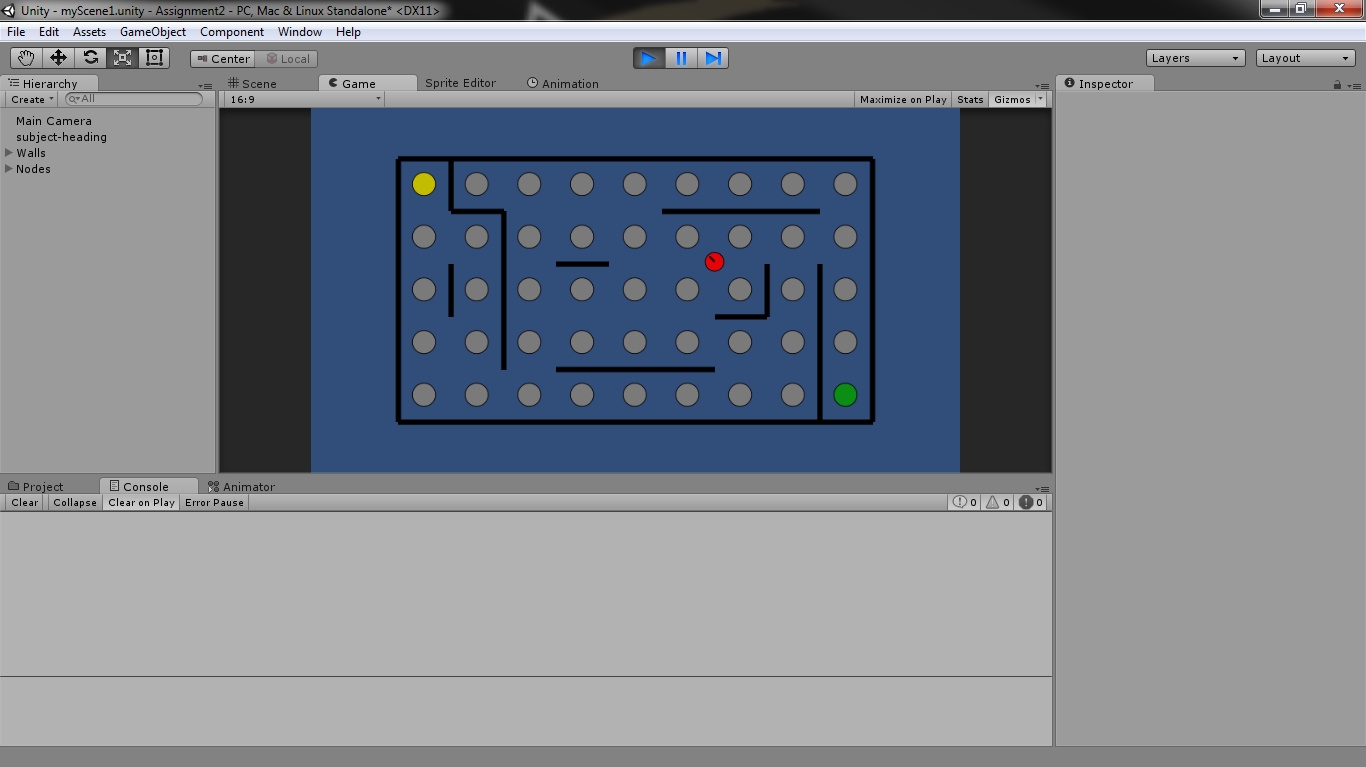 Unity - myScene1.unity - Assignment2 - PC, Mac & Linux Standalone* <DX11>
File Edit Assets GameObject Component Window Help
Center Local Layers Layout
Hierarchy Scene Game Sprite Editor Animation Inspector
Create All 16:9 Maximize on Play Stats Gizmos
Main Camera
subject-heading
Walls
Nodes
Project Console Animator
Clear Collapse Clear on Play Error Pause 0 0 0